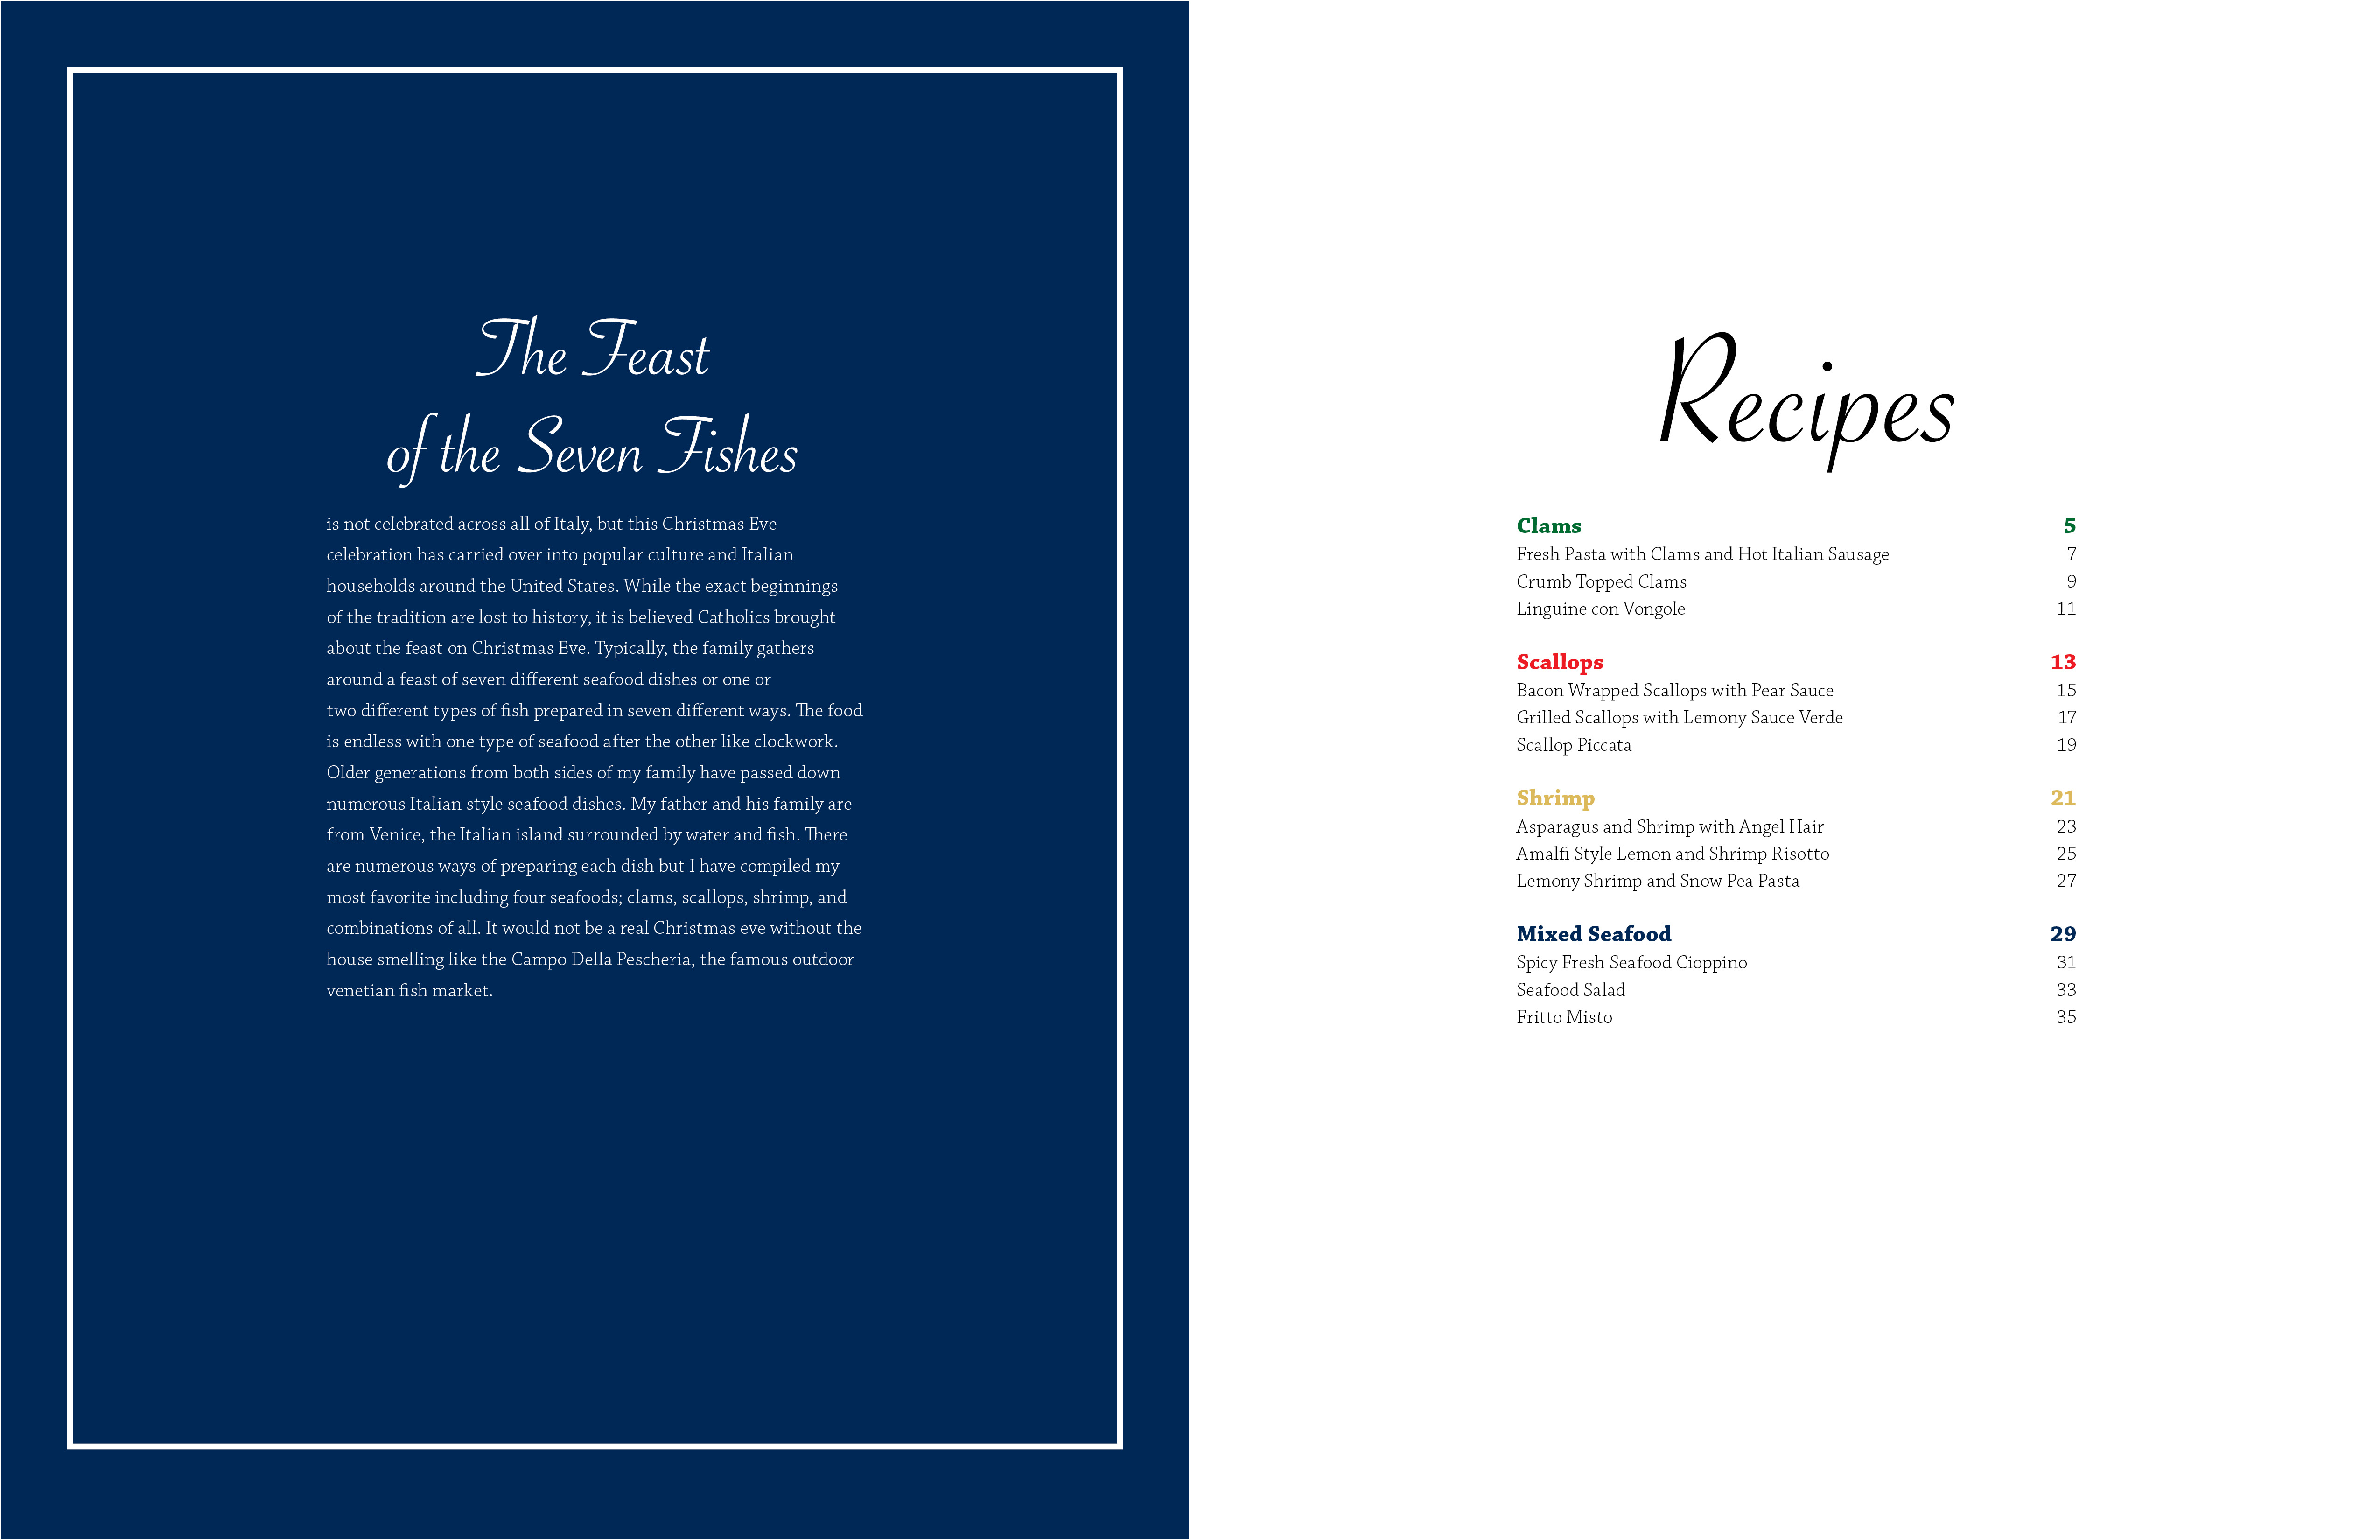 The Feast
of the Seven Fishes
is not celebrated across all of Italy, but this Christmas Eve
celebration has carried over into popular culture and Italian
households around the United States. While the exact beginnings
of the tradition are lost to history, it is believed Catholics brought
about the feast on Christmas Eve. Typically, the family gathers
around a feast of seven different seafood dishes or one or
two different types of fish prepared in seven different ways. The food
is endless with one type of seafood after the other like clockwork.
Older generations from both sides of my family have passed down
numerous Italian style seafood dishes. My father and his family are
from Venice, the Italian island surrounded by water and fish. There
are numerous ways of preparing each dish but I have compiled my
most favorite including four seafoods; clams, scallops, shrimp, and
combinations of all. It would not be a real Christmas eve without the
house smelling like the Campo Della Pescheria, the famous outdoor
venetian fish market.
Recipes
Clams 5
Fresh Pasta with Clams and Hot Italian Sausage 7
Crumb Topped Clams 9
Linguine con Vongole 11
Scallops 13
Bacon Wrapped Scallops with Pear Sauce 15
Grilled Scallops with Lemony Sauce Verde 17
Scallop Piccata 19
Shrimp 21
Asparagus and Shrimp with Angel Hair 23
Amalfi Style Lemon and Shrimp Risotto 25
Lemony Shrimp and Snow Pea Pasta 27
Mixed Seafood 29
Spicy Fresh Seafood Cioppino 31
Seafood Salad 33
Fritto Misto 35